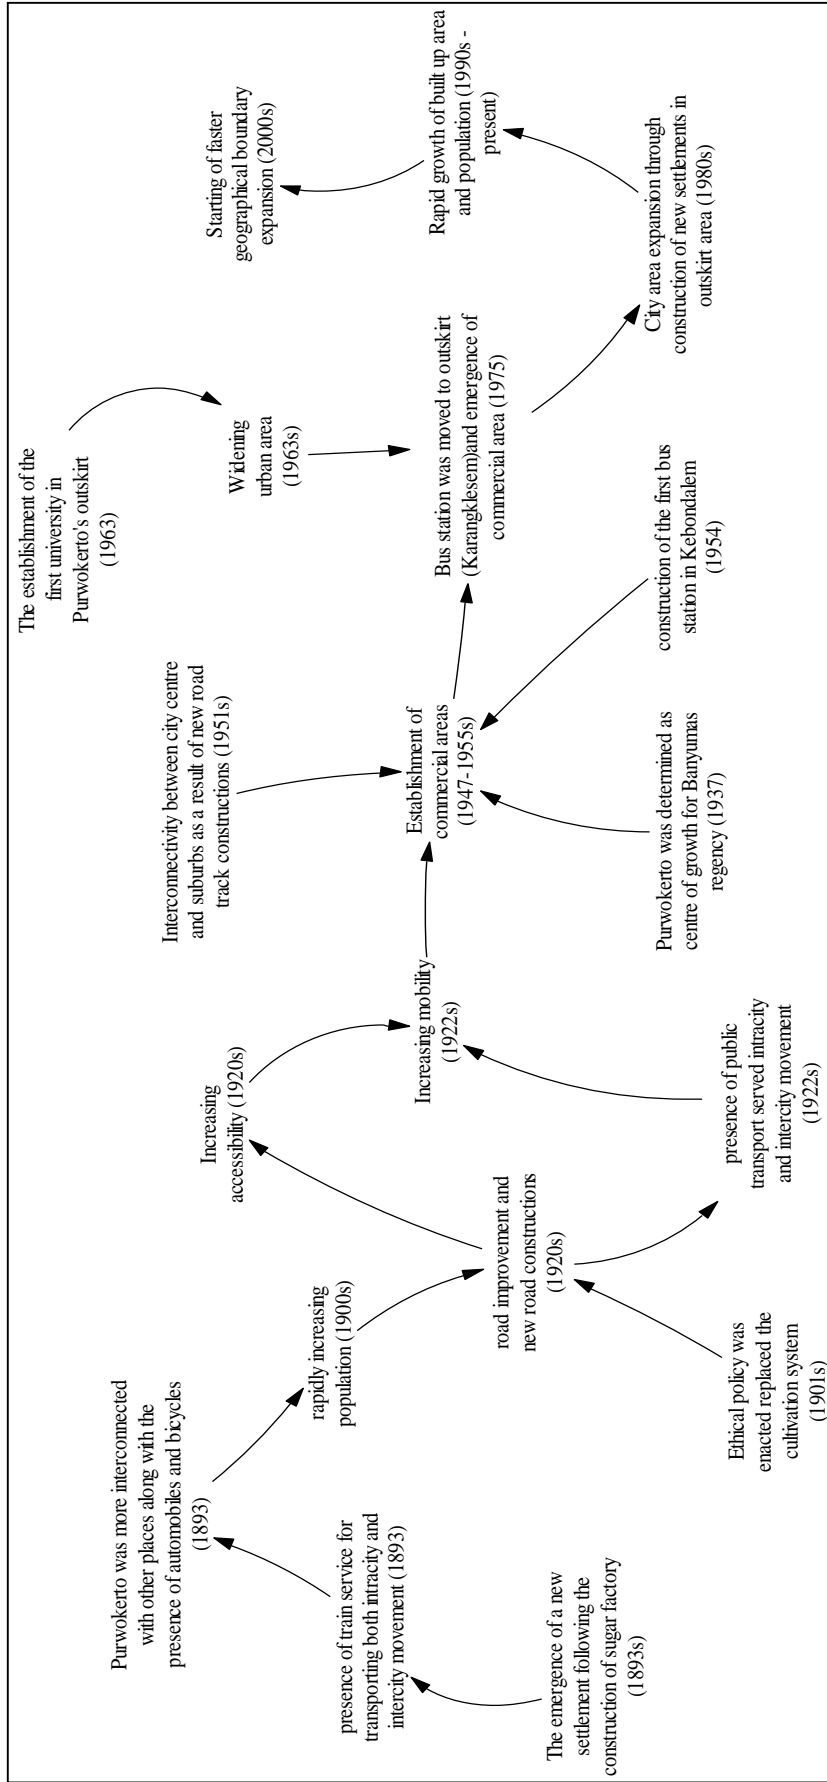 The emergence of a new
settlement following the
construction of sugar factory
(1893s)
presence of train service for
transporting both intracity and
intercity movement (1893)
Purwokerto was more interconnected
with other places along with the
presence of automobiles and bicycles
(1893)
rapidly increasing
population (1900s)
Ethical policy was
enacted replaced the
cultivation system
(1901s)
road improvement and
new road constructions
(1920s)
Increasing
accessibility (1920s)
presence of public
transport served intracity
and intercity movement
(1922s)
Increasing mobility
(1922s)
Interconnectivity between city centre
and suburbs as a result of new road
track constructions (1951s)
Purwokerto was determined as
centre of growth for Banyumas
regency (1937)
Establishment of
commercial areas
(1947-1955s)
construction of the first bus
station in Kebondalem
(1954)
The establishment of the
first university in
Purwokerto's outskirt
(1963)
Widening
urban area
(1963s)
Bus station was moved to outskirt
(Karangklesem)and emergence of
commercial area (1975)
City area expansion through
construction of new settlements in
outskirt area (1980s)
Rapid growth of built up area
and population (1990s -
present)
Starting of faster
geographical boundary
expansion (2000s)